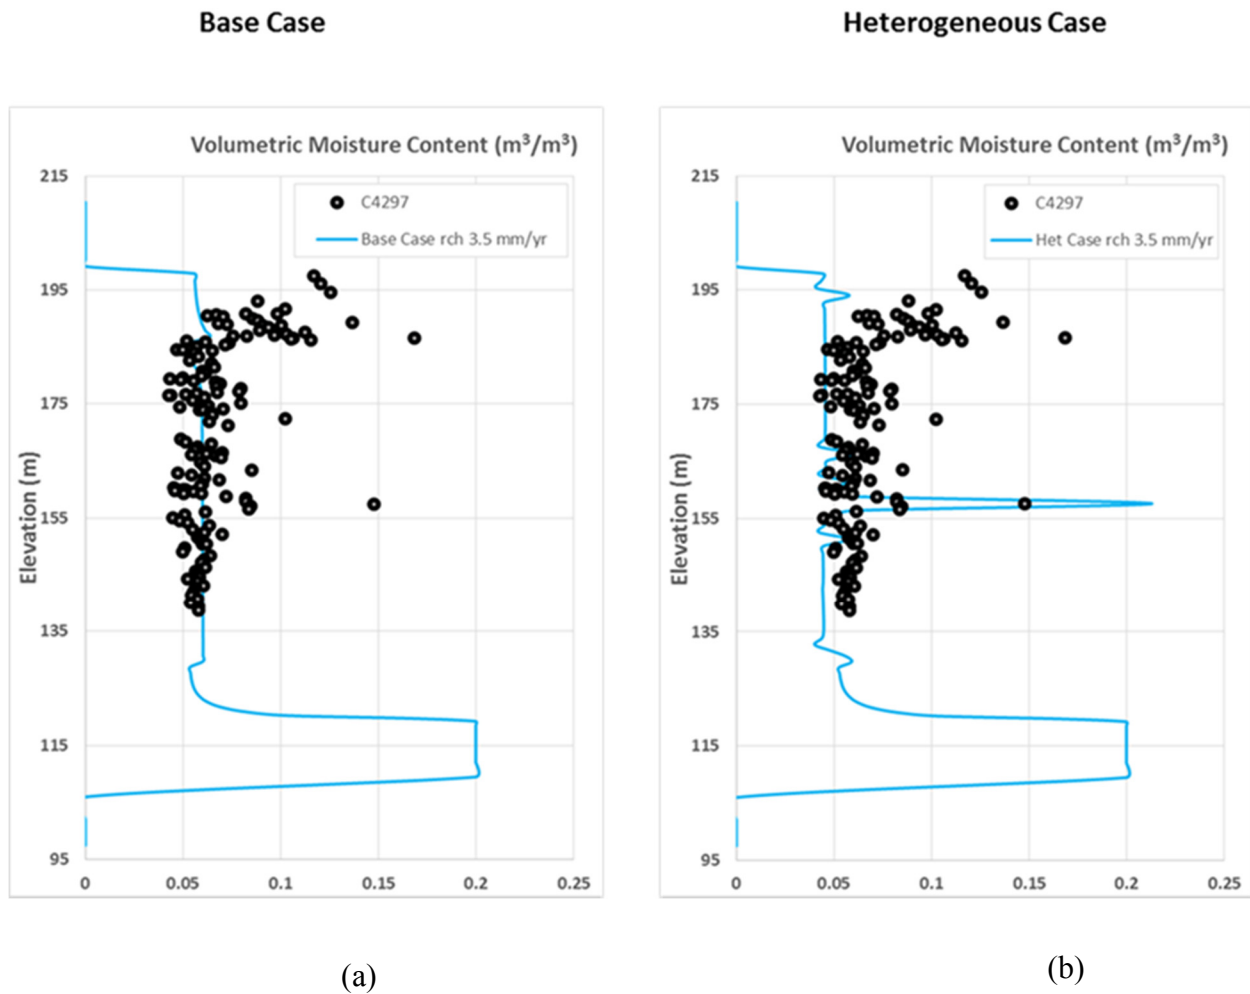 Base Case
Heterogeneous Case
Volumetric Moisture Content (m³/m³)
215
195
175
155
135
115
95
Elevation (m)
C4297
Base Case rch 3.5 mm/yr
0 0.05 0.1 0.15 0.2 0.25
(a)
Volumetric Moisture Content (m³/m³)
215
195
175
155
135
115
95
Elevation (m)
C4297
Het Case rch 3.5 mm/yr
0 0.05 0.1 0.15 0.2 0.25
(b)